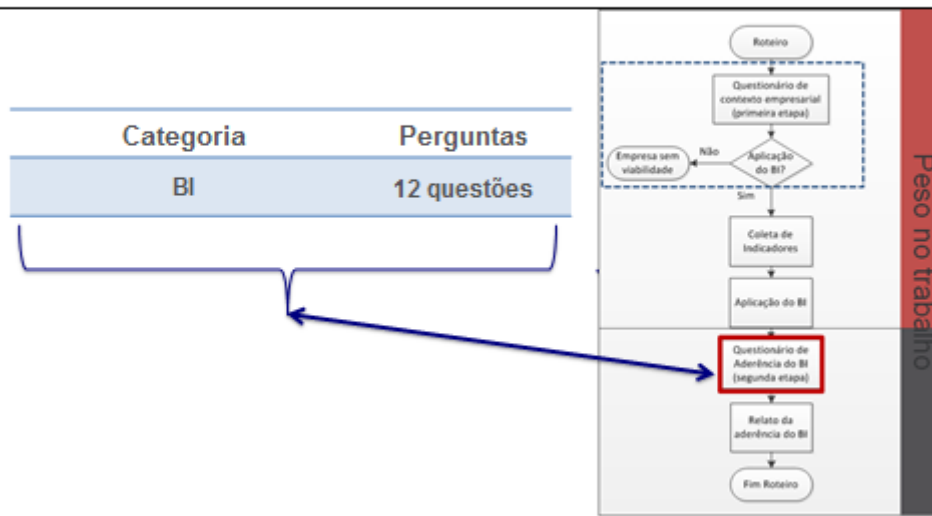 Categoria Perguntas
BI 12 questões
Roteiro
Questionário de
contexto empresarial
(primeira etapa)
Aplicação
do BI?
Não
Empresa sem
viabilidade
Sim
Coleta de
Indicadores
Aplicação do BI
Questionário de
Aderência do BI
(segunda etapa)
Relato da
aderência do BI
Fim Roteiro
Peso no trabalho